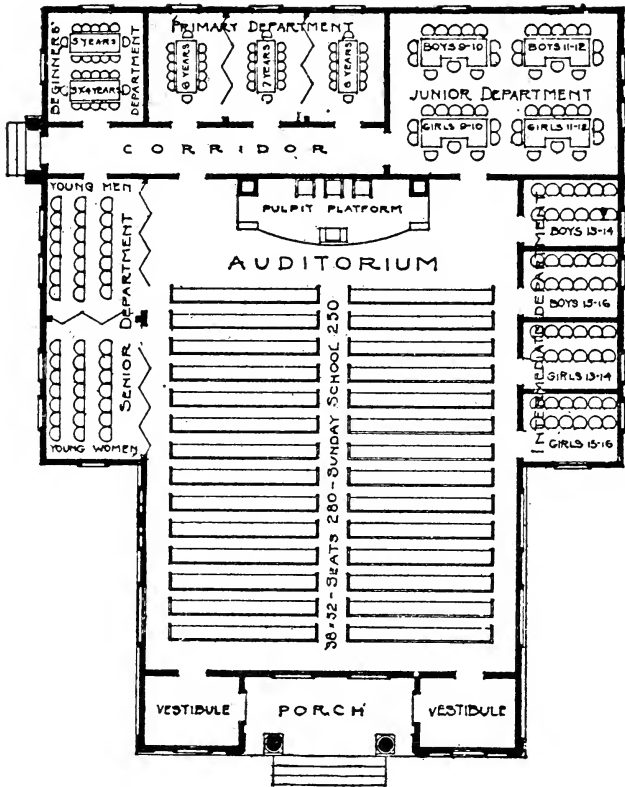 BEGINNERS'
DEPARTMENT
5 YEARS
3 & 4 YEARS
PRIMARY DEPARTMENT
6 YEARS
7 YEARS
8 YEARS
BOYS 9-10
BOYS 11-12
JUNIOR DEPARTMENT
GIRLS 9-10
GIRLS 11-12
CORRIDOR
YOUNG MEN
PULPIT PLATFORM
AUDITORIUM
SENIOR DEPARTMENT
YOUNG WOMEN
INTERMEDIATE DEPARTMENT
BOYS 13-14
BOYS 15-16
GIRLS 13-14
GIRLS 15-16
38×52 - SEATS 280 - SUNDAY SCHOOL 250
VESTIBULE
PORCH
VESTIBULE